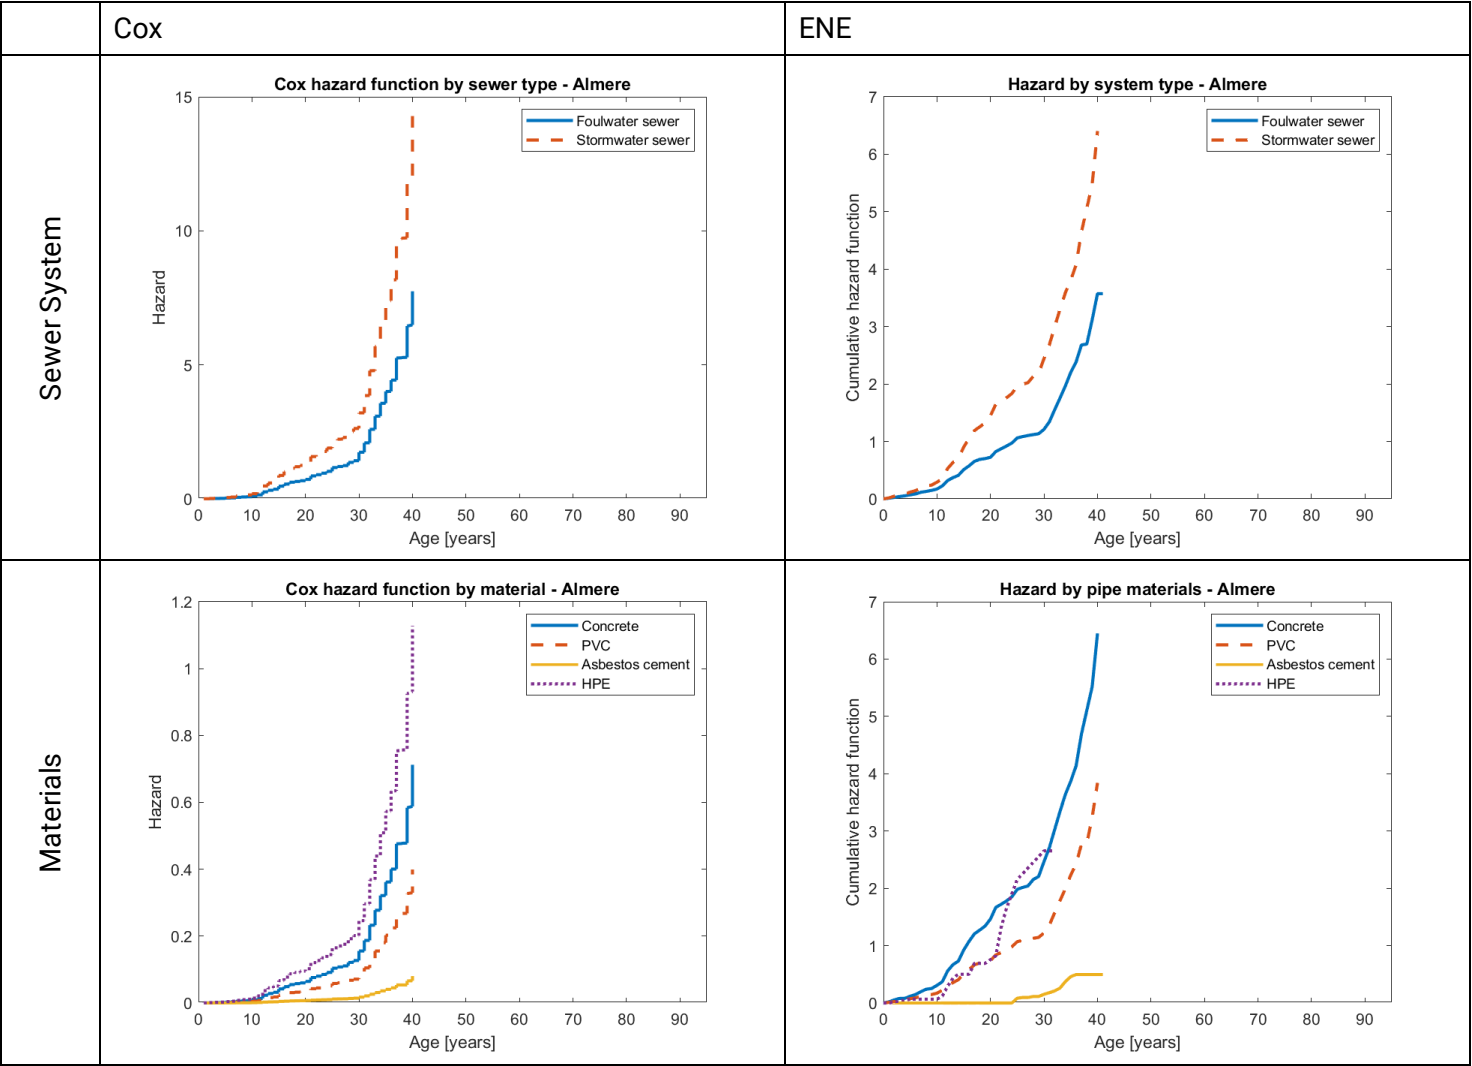 Cox
ENE
Sewer System
Cox hazard function by sewer type - Almere
15
10
5
0
Hazard
Foulwater sewer
Stormwater sewer
0 10 20 30 40 50 60 70 80 90
Age [years]
Hazard by system type - Almere
7
6
5
4
3
2
1
0
Cumulative hazard function
Foulwater sewer
Stormwater sewer
0 10 20 30 40 50 60 70 80 90
Age [years]
Materials
Cox hazard function by material - Almere
1.2
1
0.8
0.6
0.4
0.2
0
Hazard
Concrete
PVC
Asbestos cement
HPE
0 10 20 30 40 50 60 70 80 90
Age [years]
Hazard by pipe materials - Almere
7
6
5
4
3
2
1
0
Cumulative hazard function
Concrete
PVC
Asbestos cement
HPE
0 10 20 30 40 50 60 70 80 90
Age [years]